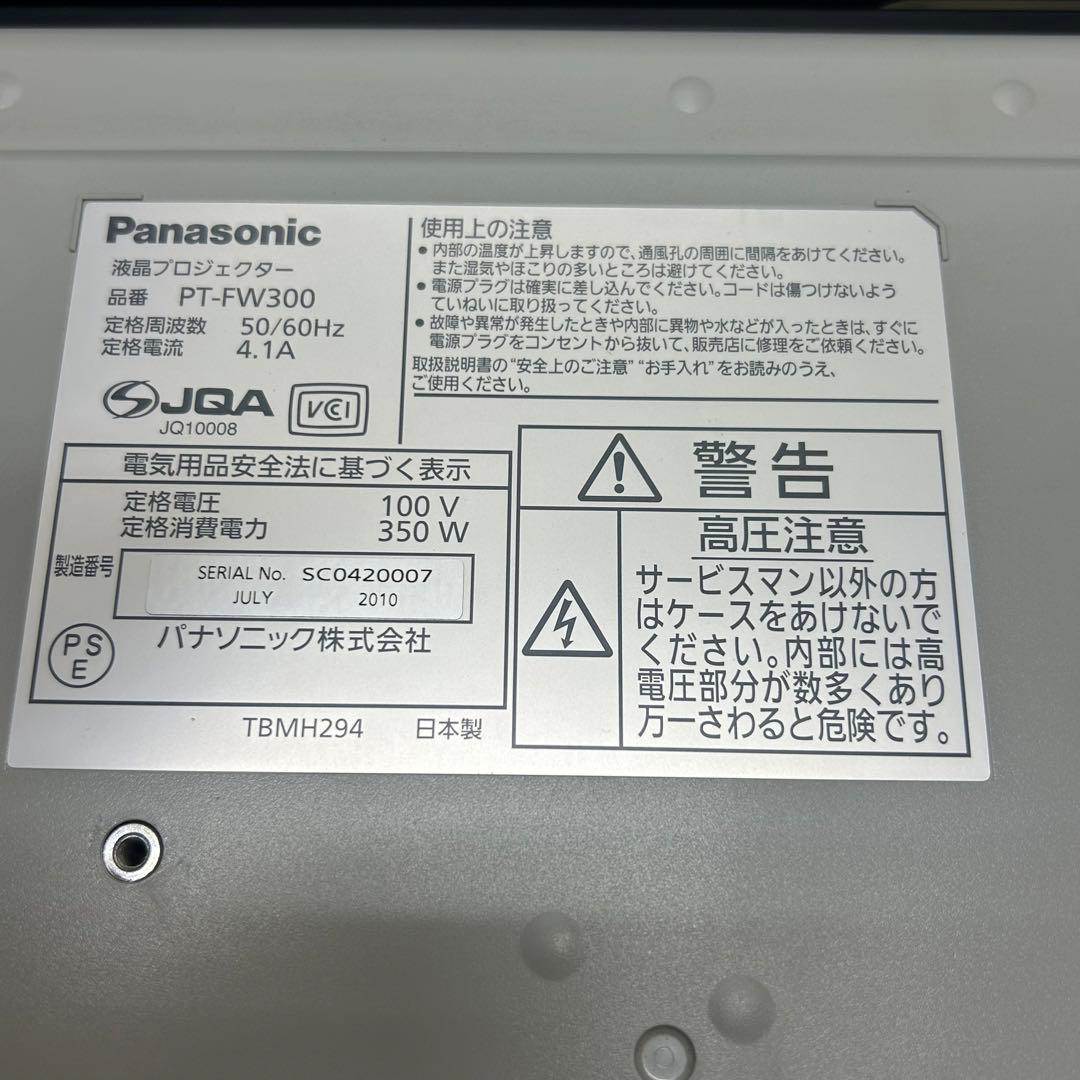 Panasonic
液晶プロジェクター
品番 PT-FW300
定格周波数 50/60Hz
定格電流 4.1A
JQA
JQ10008
VCI
使用上の注意
● 内部の温度が上昇しますので、通風孔の周囲に間隔をあけてください。
また湿気やほこりの多いところは避けてください。
● 電源プラグは確実に差し込んでください。コードは傷つけないよう
ていねいに取り扱ってください。
● 故障や異常が発生したときや内部に異物や水などが入ったときは、すぐに
電源プラグをコンセントから抜いて、販売店に修理をご依頼ください。
取扱説明書の“安全上のご注意”“お手入れ”をお読みのうえ、
ご使用ください。
電気用品安全法に基づく表示
定格電圧 100 V
定格消費電力 350 W
製造番号
SERIAL No. SC0420007
JULY 2010
PS
E
パナソニック株式会社
TBMH294 日本製
警告
高圧注意
サービスマン以外の方
はケースをあけないで
ください。内部には高
電圧部分が数多くあり
万一さわると危険です。